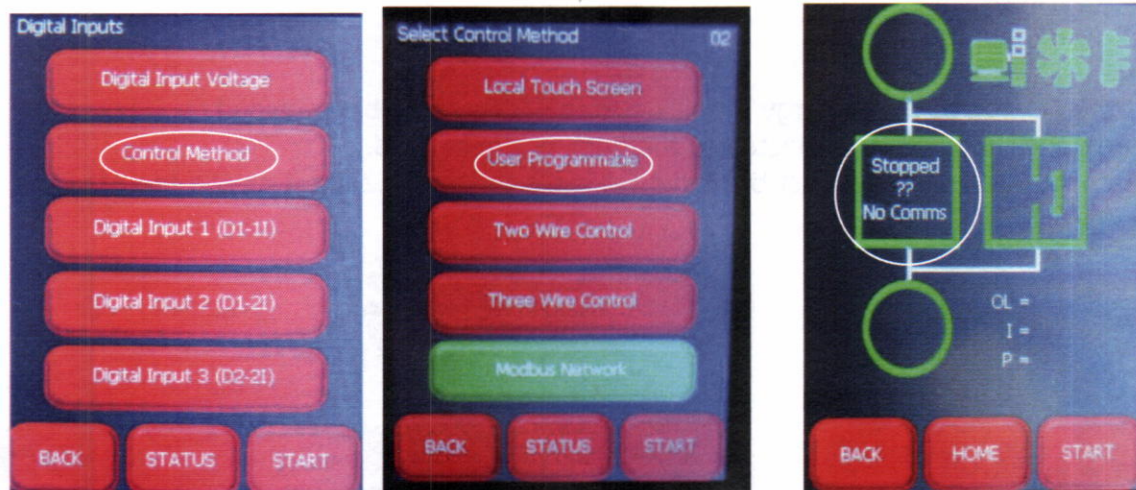 Digital Inputs
Digital Input Voltage
Control Method
Digital Input 1 (D1-1I)
Digital Input 2 (D1-2I)
Digital Input 3 (D2-2I)
BACK STATUS START
Select Control Method 02
Local Touch Screen
User Programmable
Two Wire Control
Three Wire Control
Modbus Network
BACK STATUS START
Stopped
??
No Comms
OL =
I =
P =
BACK HOME START